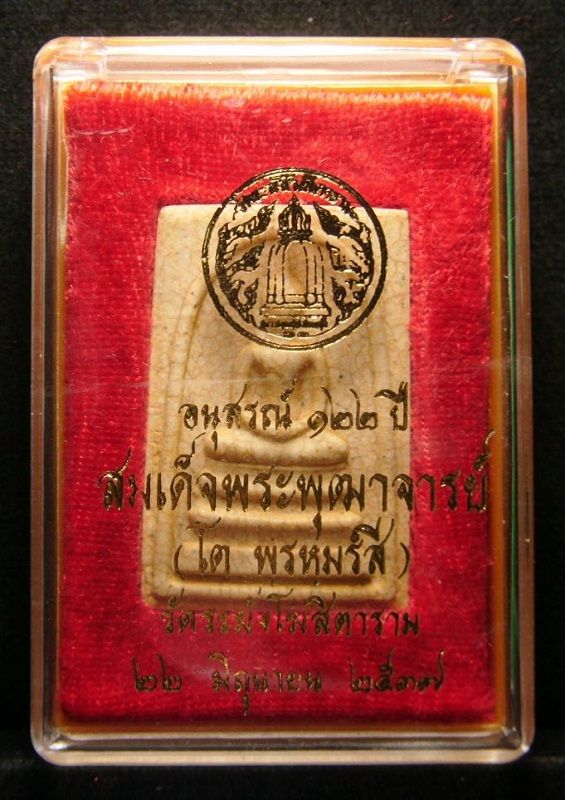 อนุสรณ์ ๑๒๒ ปี
สมเด็จพระพุฒาจารย์
(โต พรหมรํสี)
วัดระฆังโฆสิตาราม
๒๒ มิถุนายน ๒๕๓๗